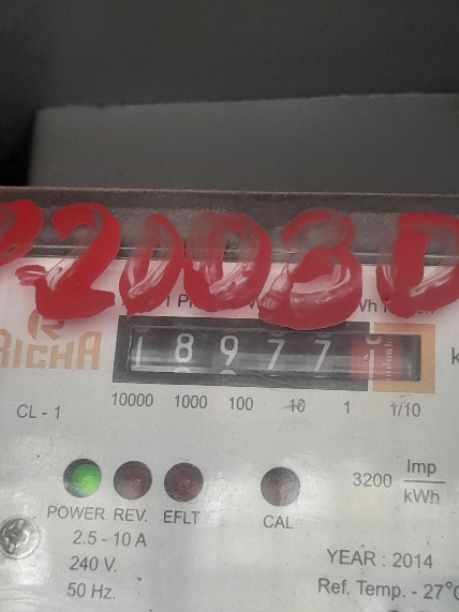 2003D
RICHA
18977
10000 1000 100 10 1 1/10
CL - 1
3200 Imp/kWh
POWER REV. EFLT CAL
2.5 - 10 A
240 V.
50 Hz.
YEAR : 2014
Ref. Temp. - 27°C